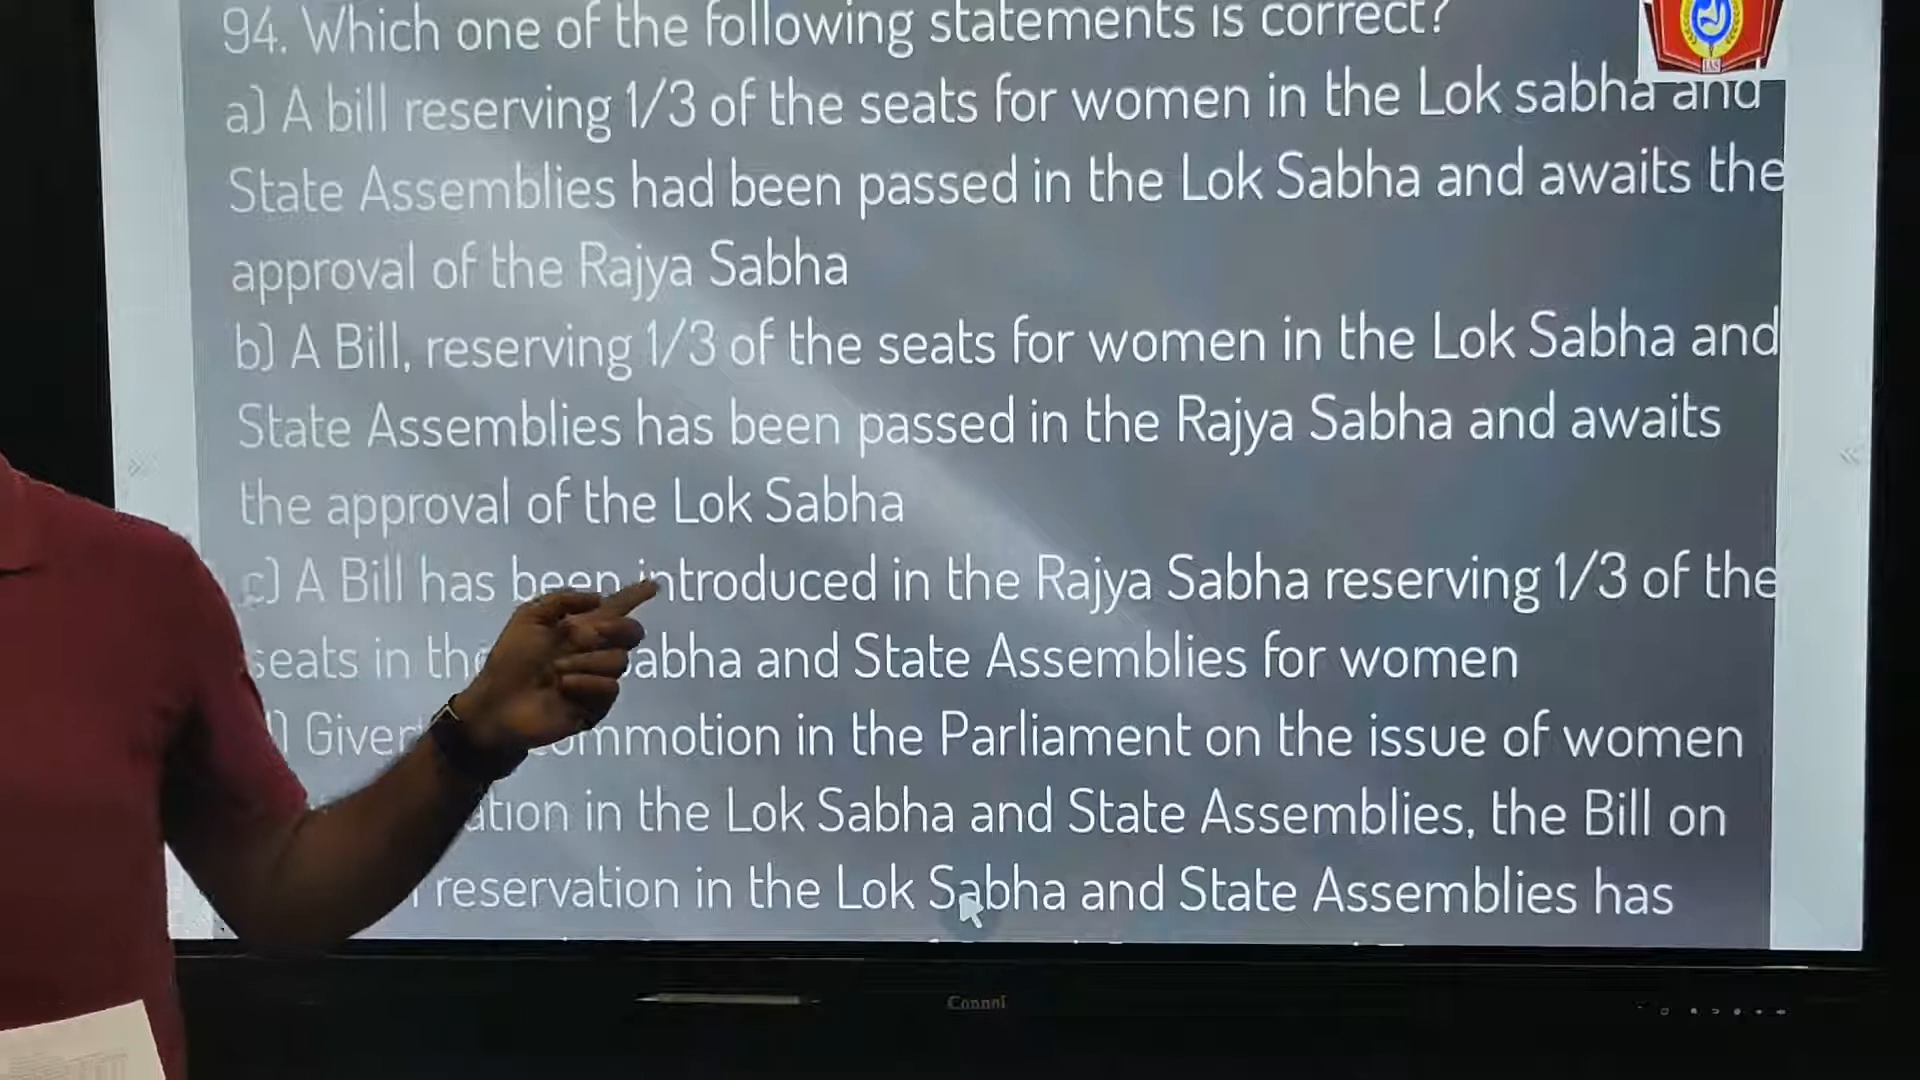 94. Which one of the following statements is correct?
IAS
a) A bill reserving 1/3 of the seats for women in the Lok sabha and
State Assemblies had been passed in the Lok Sabha and awaits the
approval of the Rajya Sabha
b) A Bill, reserving 1/3 of the seats for women in the Lok Sabha and
State Assemblies has been passed in the Rajya Sabha and awaits
the approval of the Lok Sabha
c) A Bill has been introduced in the Rajya Sabha reserving 1/3 of the
seats in the abha and State Assemblies for women
Given ommotion in the Parliament on the issue of women
ation in the Lok Sabha and State Assemblies, the Bill on
reservation in the Lok Sabha and State Assemblies has